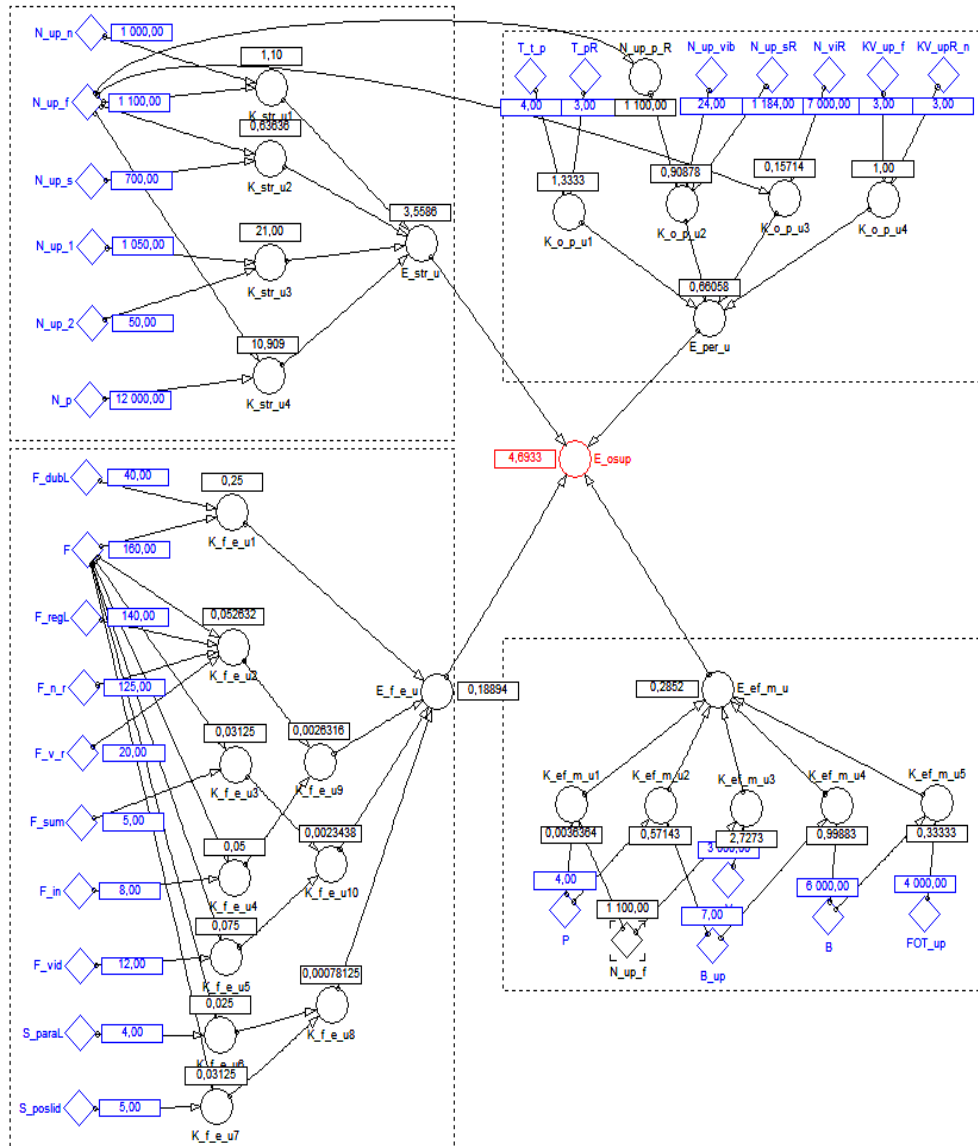 N_up_n
1 000,00
1,10
N_up_f
1 100,00
K_str_u1
0,63636
N_up_s
700,00
K_str_u2
3,5586
21,00
N_up_1
1 050,00
E_str_u
K_str_u3
N_up_2
50,00
10,909
N_p
12 000,00
K_str_u4
T_t_p
T_pR
N_up_p_R
N_up_vib
N_up_sR
N_viR
KV_up_f
KV_upR_n
4,00
3,00
1 100,00
24,00
1 184,00
7 000,00
3,00
3,00
1,3333
0,90878
0,15714
1,00
K_o_p_u1
K_o_p_u2
K_o_p_u3
K_o_p_u4
0,66058
E_per_u
4,6933
E_osup
F_dubL
40,00
0,25
K_f_e_u1
F
160,00
F_regL
140,00
0,052632
K_f_e_u2
F_n_r
125,00
E_f_e_u
0,18894
0,03125
0,0026316
F_v_r
20,00
K_f_e_u3
K_f_e_u9
F_sum
5,00
0,0023438
0,05
F_in
8,00
K_f_e_u4
K_f_e_u10
0,075
F_vid
12,00
K_f_e_u5
0,00078125
0,025
S_paraL
4,00
K_f_e_u6
K_f_e_u8
0,03125
S_poslid
5,00
K_f_e_u7
0,2852
E_ef_m_u
K_ef_m_u1
K_ef_m_u2
K_ef_m_u3
K_ef_m_u4
K_ef_m_u5
0,0036364
0,57143
2,7273
0,99883
0,33333
4,00
6 000,00
4 000,00
1 100,00
7,00
P
N_up_f
B_up
B
FOT_up